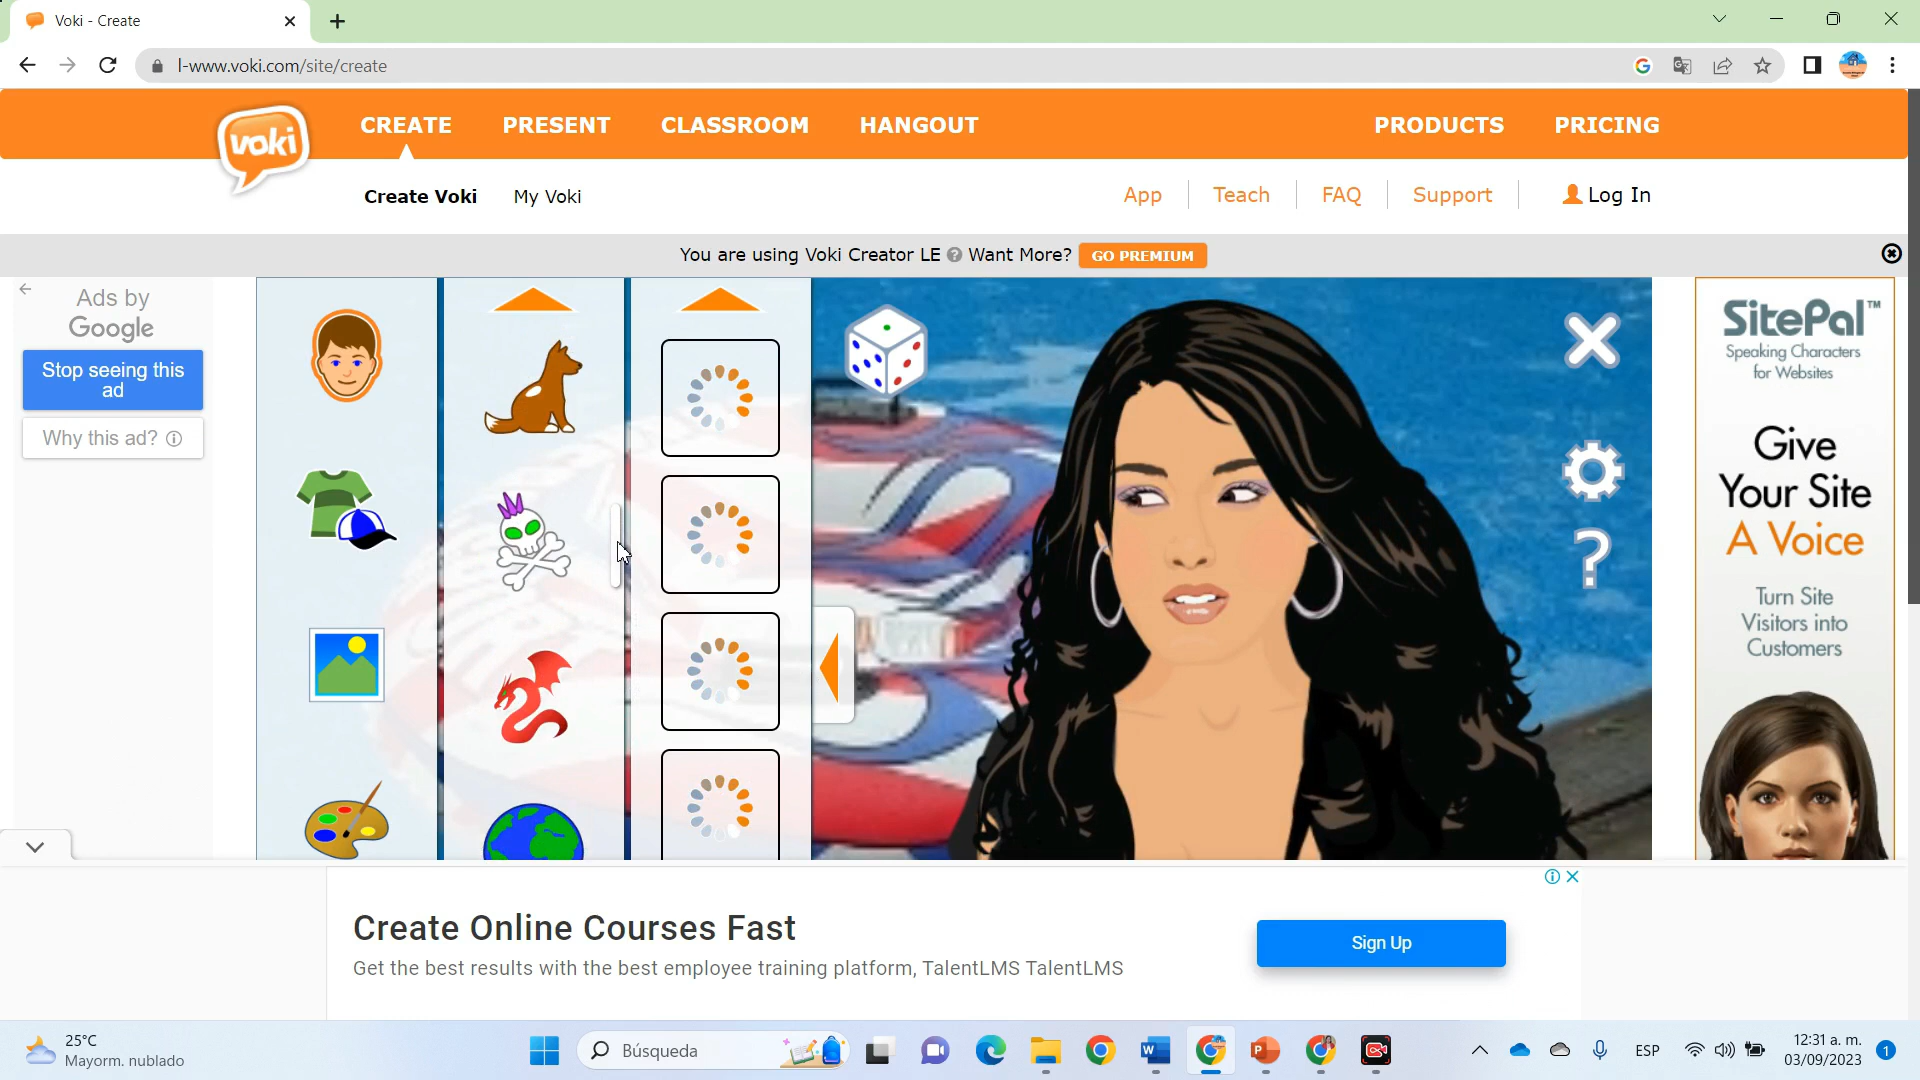 Voki - Create
l-www.voki.com/site/create
voki
CREATE
PRESENT
CLASSROOM
HANGOUT
PRODUCTS
PRICING
Create Voki
My Voki
App
Teach
FAQ
Support
Log In
You are using Voki Creator LE ? Want More?
GO PREMIUM
Ads by
Google
Stop seeing this
ad
Why this ad?
?
SitePal™
Speaking Characters
for Websites
Give
Your Site
A Voice
Turn Site
Visitors into
Customers
Create Online Courses Fast
Get the best results with the best employee training platform, TalentLMS TalentLMS
Sign Up
25°C
Mayorm. nublado
Búsqueda
ESP
12:31 a. m.
03/09/2023
1